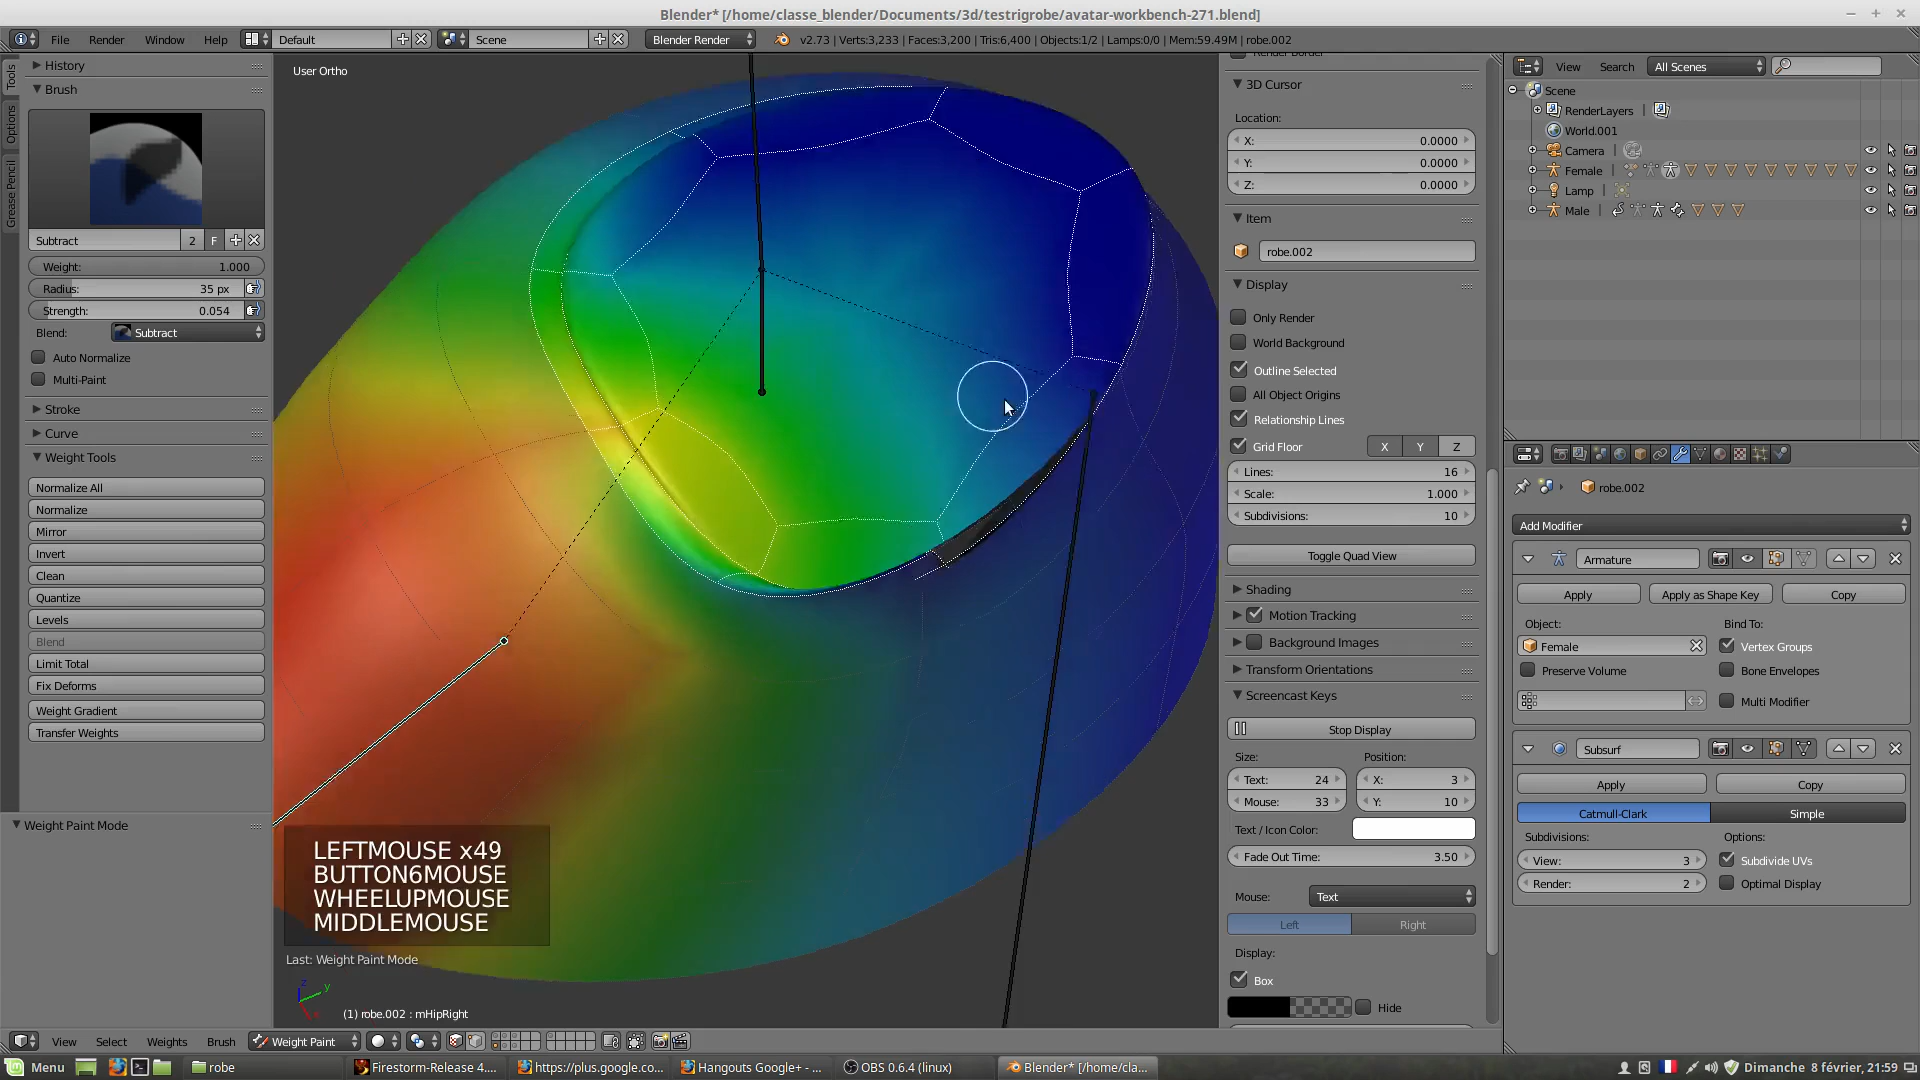 Blender* [/home/classe_blender/Documents/3d/testrigrobe/avatar-workbench-271.blend]
File Render Window Help Default Scene Blender Render v2.73 | Verts:3,233 | Faces:3,200 | Tris:6,400 | Objects:1/2 | Lamps:0/0 | Mem:59.49M | robe.002
Tools
Options
Grease Pencil
History
Brush
Subtract 2 F
Weight: 1.000
Radius: 35 px
Strength: 0.054
Blend: Subtract
Auto Normalize
Multi-Paint
Stroke
Curve
Weight Tools
Normalize All
Normalize
Mirror
Invert
Clean
Quantize
Levels
Blend
Limit Total
Fix Deforms
Weight Gradient
Transfer Weights
Weight Paint Mode
User Ortho
LEFTMOUSE x49
BUTTON6MOUSE
WHEELUPMOUSE
MIDDLEMOUSE
Last: Weight Paint Mode
z
y
x
(1) robe.002 : mHipRight
3D Cursor
Location:
X: 0.0000
Y: 0.0000
Z: 0.0000
Item
robe.002
Display
Only Render
World Background
Outline Selected
All Object Origins
Relationship Lines
Grid Floor X Y Z
Lines: 16
Scale: 1.000
Subdivisions: 10
Toggle Quad View
Shading
Motion Tracking
Background Images
Transform Orientations
Screencast Keys
Stop Display
Size: Position:
Text: 24 X: 3
Mouse: 33 Y: 10
Text / Icon Color:
Fade Out Time: 3.50
Mouse: Text
Left Right
Display:
Box
Hide
View Search All Scenes
Scene
RenderLayers |
World.001
Camera |
Female |
Lamp |
Male |
robe.002
Add Modifier
Armature
Apply Apply as Shape Key Copy
Object: Bind To:
Female Vertex Groups
Preserve Volume Bone Envelopes
Multi Modifier
Subsurf
Apply Copy
Catmull-Clark Simple
Subdivisions: Options:
View: 3 Subdivide UVs
Render: 2 Optimal Display
View Select Weights Brush Weight Paint
Menu robe Firestorm-Release 4.... https://plus.google.co... Hangouts Google+ - ... OBS 0.6.4 (linux) Blender* [/home/cla... Dimanche 8 février, 21:59